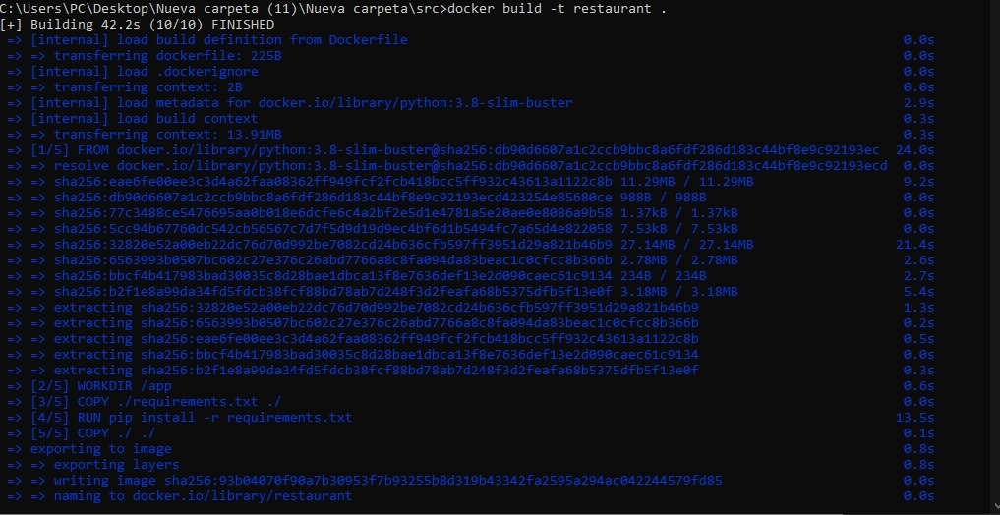 C:\Users\PC\Desktop\Nueva carpeta (11)\Nueva carpeta\src>docker build -t restaurant .
[+] Building 42.2s (10/10) FINISHED
=> [internal] load build definition from Dockerfile 0.0s
=> => transferring dockerfile: 225B 0.0s
=> [internal] load .dockerignore 0.0s
=> => transferring context: 2B 0.0s
=> [internal] load metadata for docker.io/library/python:3.8-slim-buster 2.9s
=> [internal] load build context 0.3s
=> => transferring context: 13.91MB 0.3s
=> [1/5] FROM docker.io/library/python:3.8-slim-buster@sha256:db90d6607a1c2ccb9bbc8a6fdf286d183c44bf8e9c92193ec 24.0s
=> => resolve docker.io/library/python:3.8-slim-buster@sha256:db90d6607a1c2ccb9bbc8a6fdf286d183c44bf8e9c92193ecd 0.0s
=> => sha256:eae6fe00ee3c3d4a62faa08362ff949fcf2fcb418bcc5ff932c43613a1122c8b 11.29MB / 11.29MB 9.2s
=> => sha256:db90d6607a1c2ccb9bbc8a6fdf286d183c44bf8e9c92193ecd423254e85680ce 988B / 988B 0.0s
=> => sha256:77c3488ce5476695aa0b018e6dcfe6c4a2bf2e5d1e4781a5e20ae0e8086a9b58 1.37kB / 1.37kB 0.0s
=> => sha256:5cc94b67760dc542cb56567c7d7f5d9d19d9ec4bf6d1b5494fc7a65d4e822058 7.53kB / 7.53kB 0.0s
=> => sha256:32820e52a00eb22dc76d70d992be7082cd24b636cfb597ff3951d29a821b46b9 27.14MB / 27.14MB 21.4s
=> => sha256:6563993b0507bc602c27e376c26abd7766a8c8fa094da83beac1c0cfcc8b366b 2.78MB / 2.78MB 2.6s
=> => sha256:bbcf4b417983bad30035c8d28bae1dbca13f8e7636def13e2d090caec61c9134 234B / 234B 2.7s
=> => sha256:b2f1e8a99da34fd5fdcb38fcf88bd78ab7d248f3d2feafa68b5375dfb5f13e0f 3.18MB / 3.18MB 5.4s
=> => extracting sha256:32820e52a00eb22dc76d70d992be7082cd24b636cfb597ff3951d29a821b46b9 1.3s
=> => extracting sha256:6563993b0507bc602c27e376c26abd7766a8c8fa094da83beac1c0cfcc8b366b 0.2s
=> => extracting sha256:eae6fe00ee3c3d4a62faa08362ff949fcf2fcb418bcc5ff932c43613a1122c8b 0.5s
=> => extracting sha256:bbcf4b417983bad30035c8d28bae1dbca13f8e7636def13e2d090caec61c9134 0.0s
=> => extracting sha256:b2f1e8a99da34fd5fdcb38fcf88bd78ab7d248f3d2feafa68b5375dfb5f13e0f 0.3s
=> [2/5] WORKDIR /app 0.6s
=> [3/5] COPY ./requirements.txt ./ 0.0s
=> [4/5] RUN pip install -r requirements.txt 13.5s
=> [5/5] COPY ./ ./ 0.1s
=> exporting to image 0.8s
=> => exporting layers 0.8s
=> => writing image sha256:93b04070f90a7b30953f7b93255b8d319b43342fa2595a294ac042244579fd85 0.0s
=> => naming to docker.io/library/restaurant 0.0s